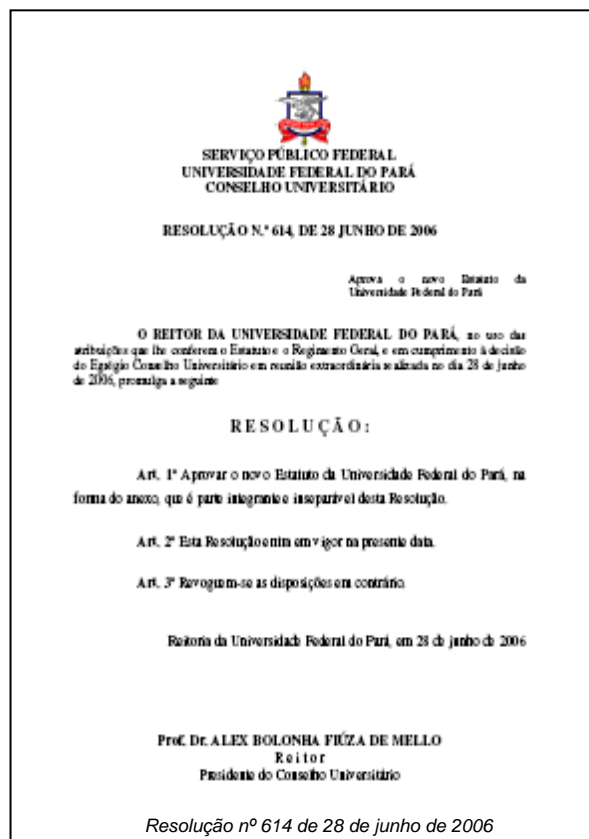 SERVIÇO PÚBLICO FEDERAL
UNIVERSIDADE FEDERAL DO PARÁ
CONSELHO UNIVERSITÁRIO
RESOLUÇÃO N.º 614, DE 28 JUNHO DE 2006
Aprova o novo Estatuto da
Universidade Federal do Pará
O REITOR DA UNIVERSIDADE FEDERAL DO PARÁ, no uso das
atribuições que lhe conferem o Estatuto e o Regimento Geral, e em cumprimento à decisão
do Egrégio Conselho Universitário em reunião extraordinária realizada no dia 28 de junho
de 2006, promulga a seguinte
RESOLUÇÃO:
Art. 1º Aprovar o novo Estatuto da Universidade Federal do Pará, na
forma do anexo, que é parte integrante e inseparável desta Resolução.
Art. 2º Esta Resolução entra em vigor na presente data.
Art. 3º Revoguem-se as disposições em contrário.
Reitoria da Universidade Federal do Pará, em 28 de junho de 2006
Prof. Dr. ALEX BOLONHA FIÚZA DE MELLO
Reitor
Presidente do Conselho Universitário
Resolução nº 614 de 28 de junho de 2006